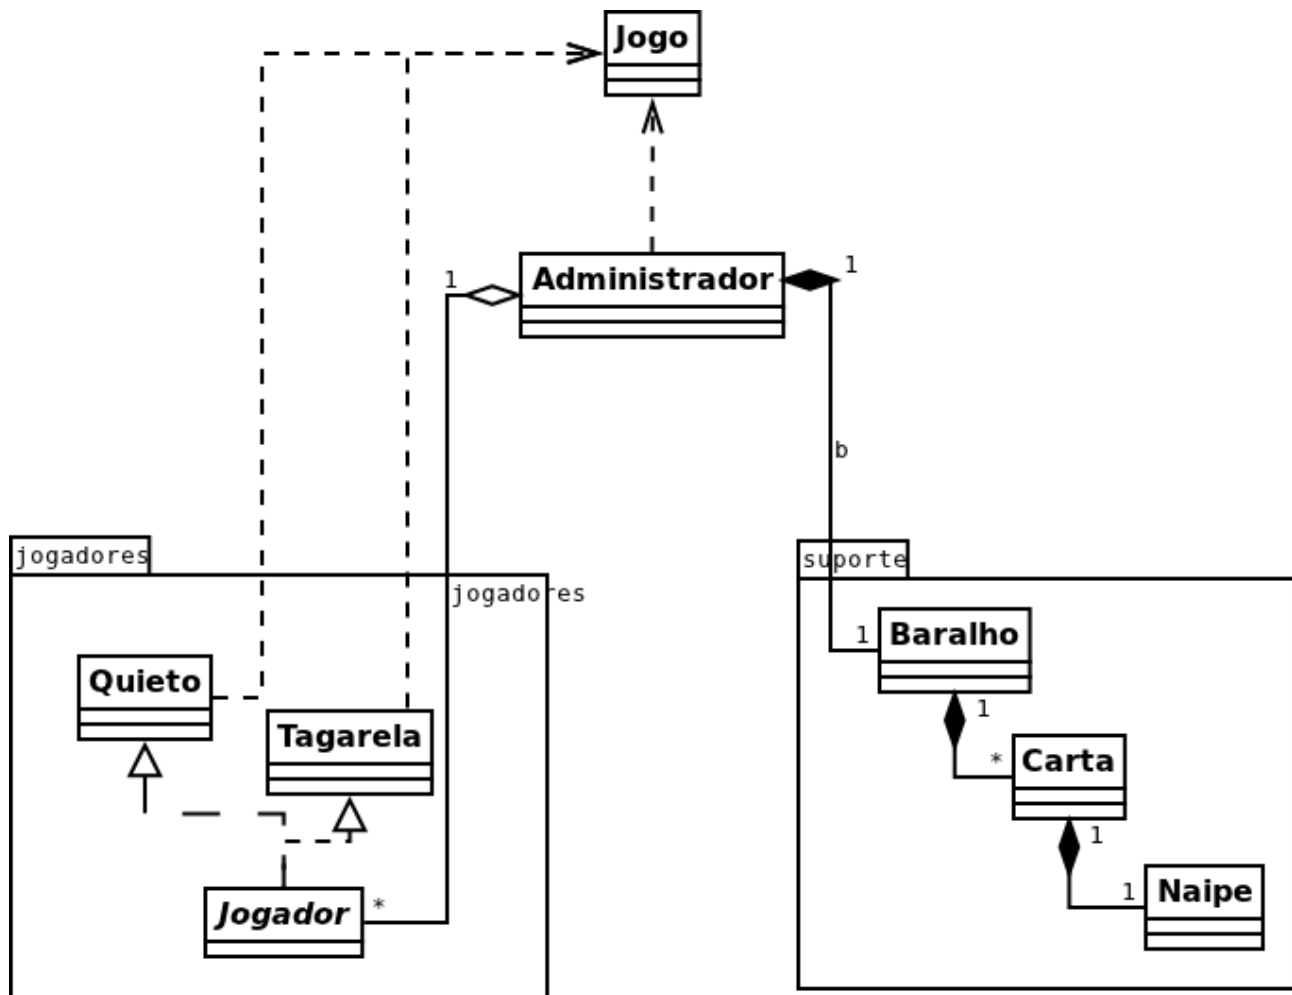 Jogo
1
Administrador
1
b
jogadores
jogadores
suporte
Quieto
Tagarela
Jogador
*
1
Baralho
1
*
Carta
1
1
Naipe